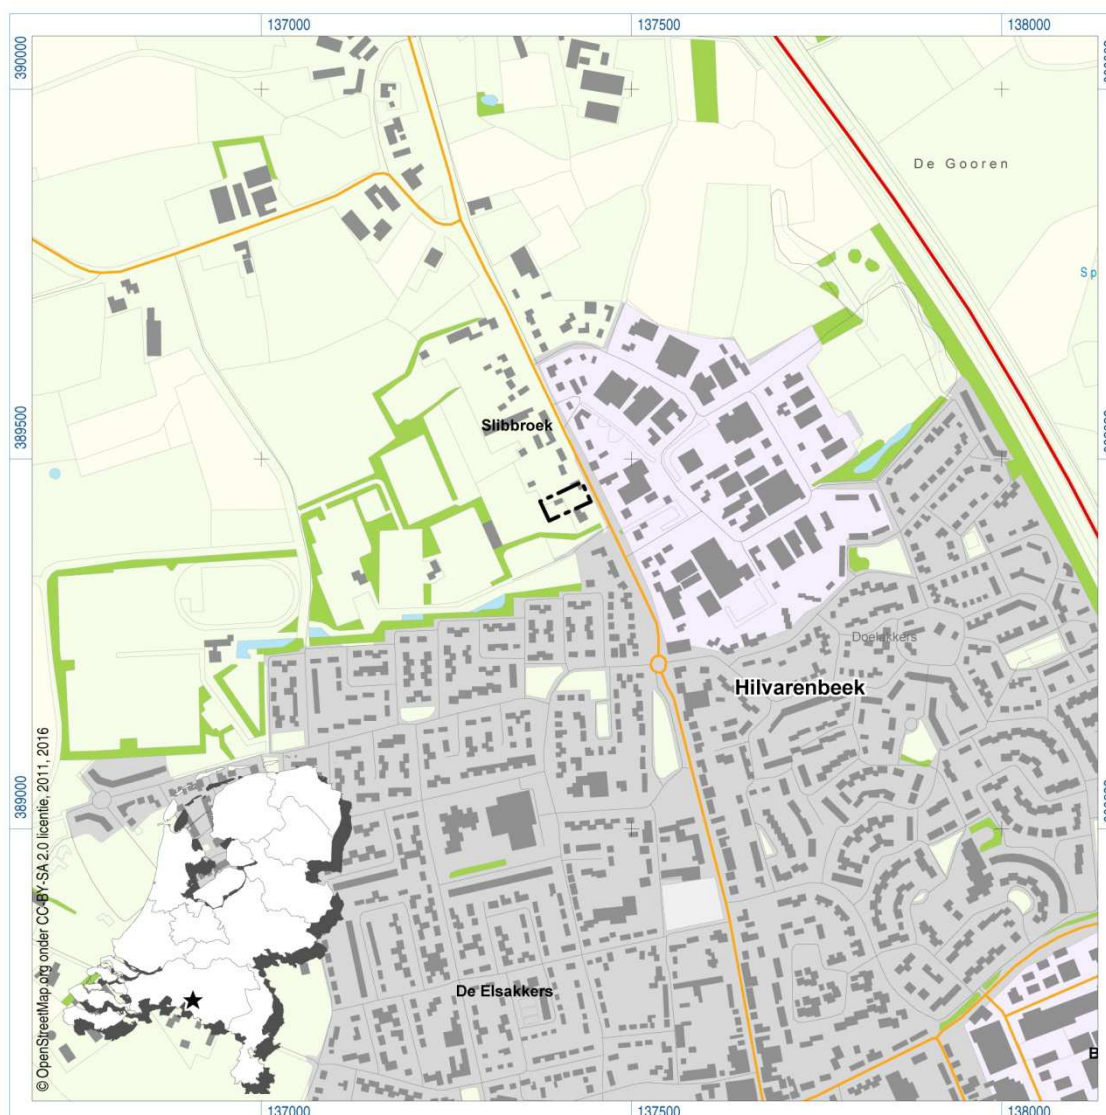 137000
137500
138000
390000
De Gooren
Sp
389500
Slibbroek
Doelakkers
Hilvarenbeek
389000
© OpenStreetMap.org onder CC-BY-SA 2.0 licentie, 2011, 2016
De Elsakkers
B
137000
137500
138000